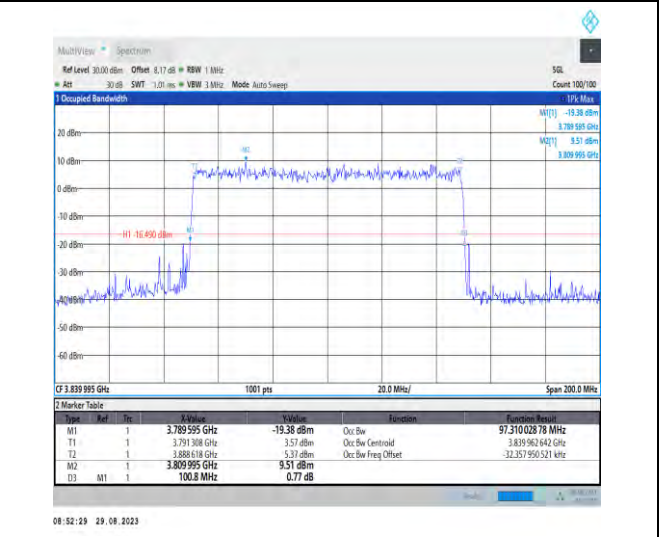 MultiView Spectrum
Ref Level 30.00 dBm Offset 8.17 dB RBW 1 MHz SGL
Att 30 dB SWT 1.01 ms VBW 3 MHz Mode Auto Sweep Count 100/100
1 Occupied Bandwidth 1Pk Max
M1[1] -19.38 dBm
3.789 595 GHz
M2[1] 9.51 dBm
3.809 995 GHz
20 dBm
M2
10 dBm
0 dBm
-10 dBm
H1 -16.490 dBm
M1
-20 dBm
-30 dBm
-40 dBm
-50 dBm
-60 dBm
CF 3.839 995 GHz 1001 pts 20.0 MHz/ Span 200.0 MHz
2 Marker Table
Type Ref Trc X-Value Y-Value Function Function Result
M1 1 3.789 595 GHz -19.38 dBm Occ Bw 97.310 028 78 MHz
T1 1 3.791 308 GHz 3.57 dBm Occ Bw Centroid 3.839 962 642 GHz
T2 1 3.888 618 GHz 5.37 dBm Occ Bw Freq Offset -32.357 950 521 kHz
M2 1 3.809 995 GHz 9.51 dBm
D3 M1 1 100.8 MHz 0.77 dB
08:52:29 29.08.2023